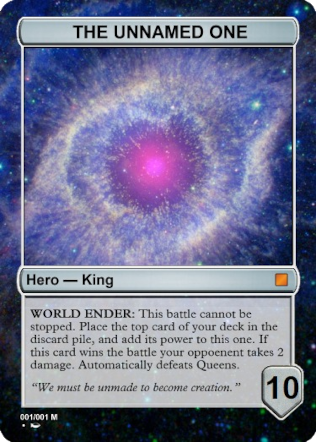 THE UNNAMED ONE
Hero — King
WORLD ENDER: This battle cannot be
stopped. Place the top card of your deck in the
discard pile, and add its power to this one. If
this card wins the battle your oppoenent takes 2
damage. Automatically defeats Queens.
“We must be unmade to become creation.”
10
001/001 M